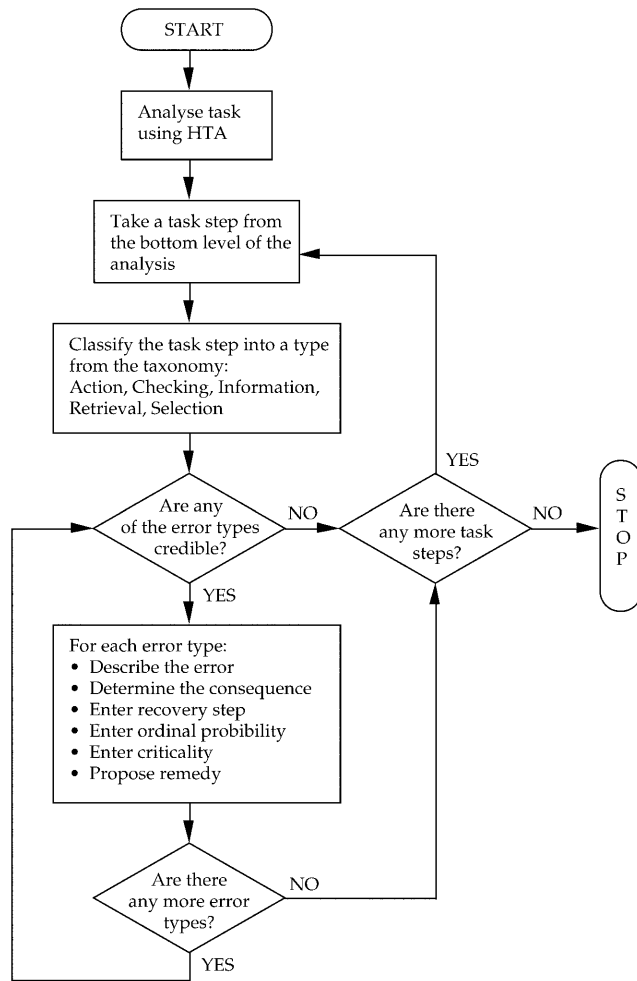 START
Analyse task
using HTA
Take a task step from
the bottom level of the
analysis
Classify the task step into a type
from the taxonomy:
Action, Checking, Information,
Retrieval, Selection
Are any
of the error types
credible?
NO
YES
Are there
any more task
steps?
YES
NO
S
T
O
P
For each error type:
• Describe the error
• Determine the consequence
• Enter recovery step
• Enter ordinal probibility
• Enter criticality
• Propose remedy
Are there
any more error
types?
NO
YES